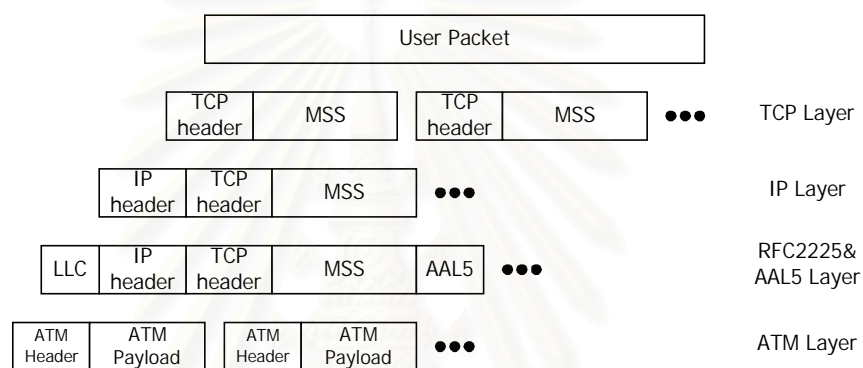 User Packet
TCP header MSS TCP header MSS ●●● TCP Layer
IP header TCP header MSS ●●● IP Layer
LLC IP header TCP header MSS AAL5 ●●● RFC2225& AAL5 Layer
ATM Header ATM Payload ATM Header ATM Payload ●●● ATM Layer